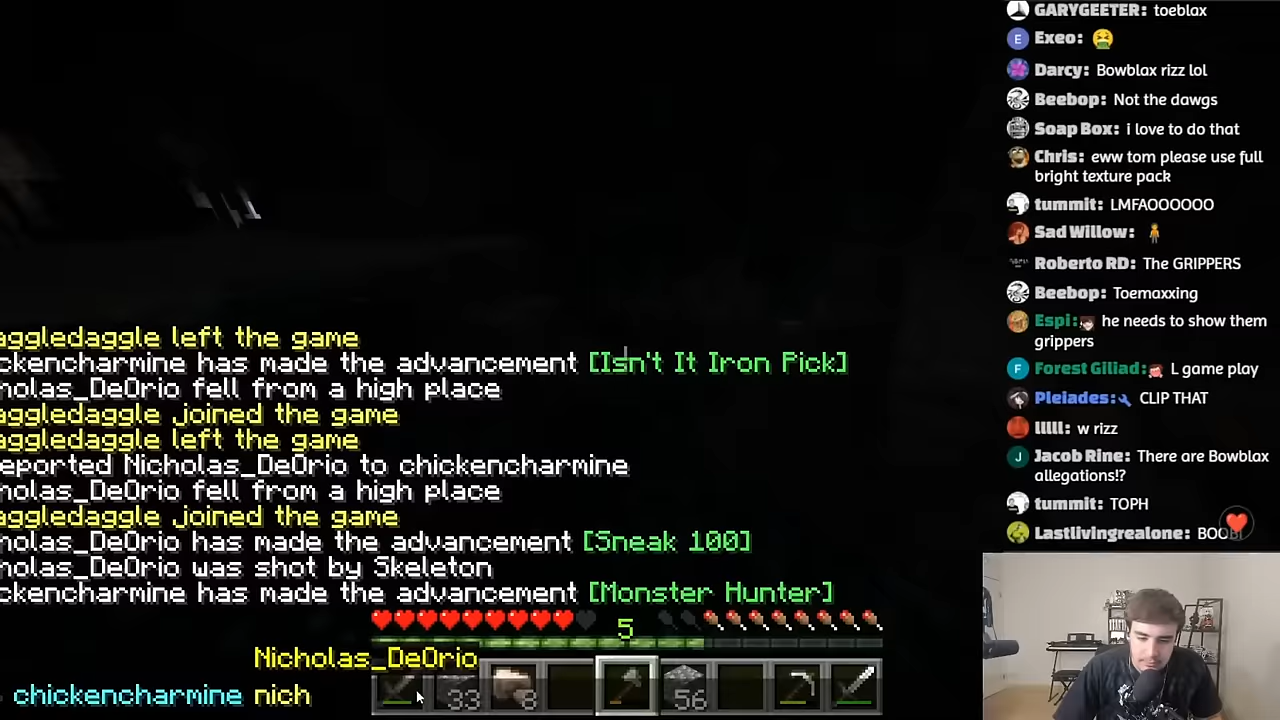 aggledaggle left the game
ckencharmine has made the advancement [Isn't It Iron Pick]
holas_DeOrio fell from a high place
aggledaggle joined the game
aggledaggle left the game
eported Nicholas_DeOrio to chickencharmine
holas_DeOrio fell from a high place
aggledaggle joined the game
holas_DeOrio has made the advancement [Sneak 100]
holas_DeOrio was shot by Skeleton
ckencharmine has made the advancement [Monster Hunter]
5
Nicholas_DeOrio
33 8 56
chickencharmine nich
GARYGEETER: toeblax
Exeo: 🤮
Darcy: Bowblax rizz lol
Beebop: Not the dawgs
Soap Box: i love to do that
Chris: eww tom please use full
bright texture pack
tummit: LMFAOOOOOO
Sad Willow: 🧍
Roberto RD: The GRIPPERS
Beebop: Toemaxxing
Espi: he needs to show them
grippers
Forest Giliad: L game play
Pleiades: CLIP THAT
lllll: w rizz
Jacob Rine: There are Bowblax
allegations!?
tummit: TOPH
Lastlivingrealone: